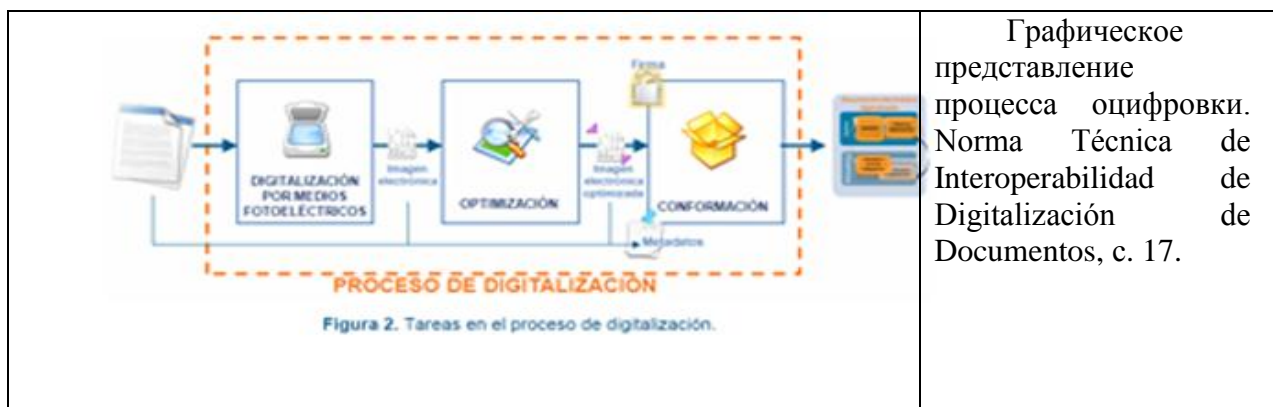 Firma
DIGITALIZACIÓN
POR MEDIOS
FOTOELÉCTRICOS
Imagen
electrónica
OPTIMIZACIÓN
Imagen
electrónica
optimizada
CONFORMACIÓN
Metadatos
PROCESO DE DIGITALIZACIÓN
Figura 2. Tareas en el proceso de digitalización.
Графическое
представление
процесса оцифровки.
Norma Técnica de
Interoperabilidad de
Digitalización de
Documentos, с. 17.